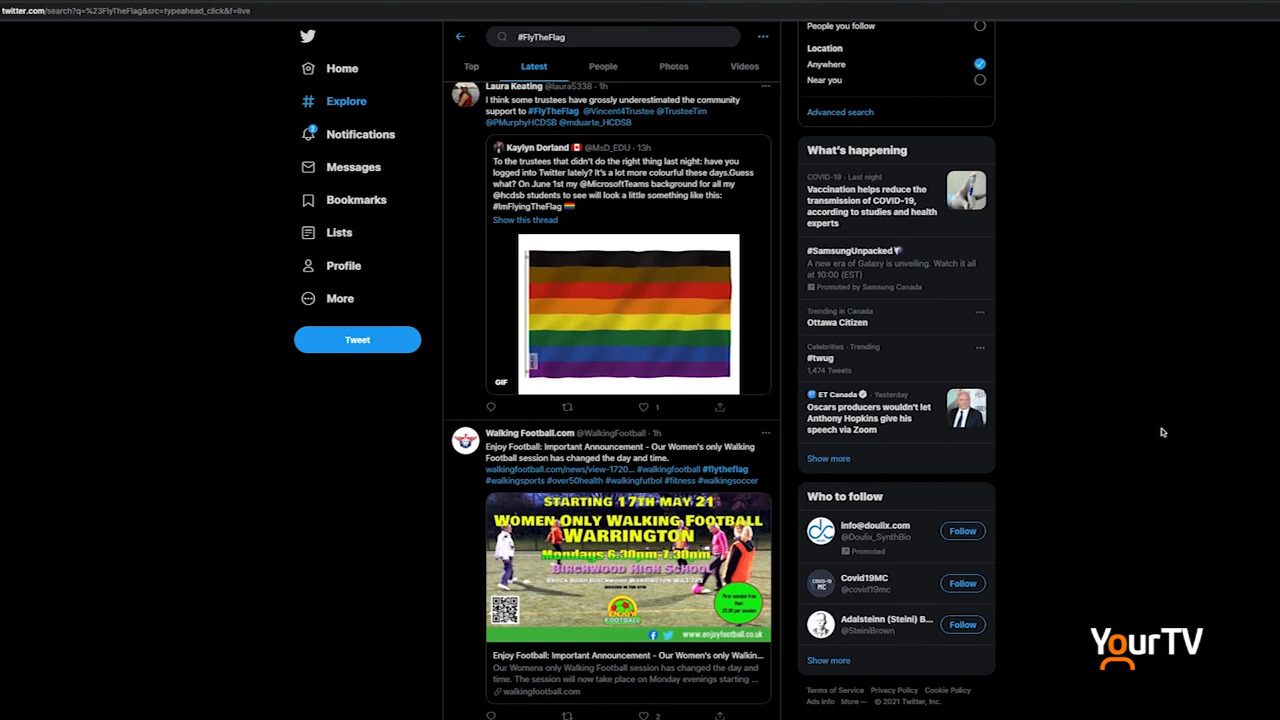 twitter.com/search?q=%23FlyTheFlag&src=typeahead_click&f=live
Home
Explore
2
Notifications
Messages
Bookmarks
Lists
Profile
More
Tweet
#FlyTheFlag
Top
Latest
People
Photos
Videos
Laura Keating @laura5338 · 1h
I think some trustees have grossly underestimated the community
support to #FlyTheFlag @Vincent4Trustee @TrusteeTim
@PMurphyHCDSB @mduarte_HCDSB
Kaylyn Dorland @MsD_EDU · 13h
To the trustees that didn't do the right thing last night: have you
logged into Twitter lately? It's a lot more colourful these days.Guess
what? On June 1st my @MicrosoftTeams background for all my
@hcdsb students to see will look a little something like this:
#ImFlyingTheFlag
Show this thread
GIF
1
Walking Football.com @WalkingFootball · 1h
Enjoy Football: Important Announcement - Our Women's only Walking
Football session has changed the day and time.
walkingfootball.com/news/view-1720... #walkingfootball #flytheflag
#walkingsports #over50health #walkingfutbol #fitness #walkingsoccer
STARTING 17TH MAY 21
WOMEN ONLY WALKING FOOTBALL
WARRINGTON
Mondays 6.30pm-7.30pm
BIRCHWOOD HIGH SCHOOL
ENJOY
FOOTBALL
www.enjoyfootball.co.uk
Enjoy Football: Important Announcement - Our Women's only Walkin...
Our Womens only Walking Football session has changed the day and
time. The session will now take place on Monday evenings starting ...
walkingfootball.com
2
People you follow
Location
Anywhere
Near you
Advanced search
What's happening
COVID-19 · Last night
Vaccination helps reduce the
transmission of COVID-19,
according to studies and health
experts
#SamsungUnpacked
A new era of Galaxy is unveiling. Watch it all
at 10:00 (EST)
Promoted by Samsung Canada
Trending in Canada
Ottawa Citizen
Celebrities · Trending
#twug
1,474 Tweets
ET Canada · Yesterday
Oscars producers wouldn't let
Anthony Hopkins give his
speech via Zoom
Show more
Who to follow
info@doulix.com
@Doulix_SynthBio
Promoted
Follow
Covid19MC
@covid19mc
Follow
Adalsteinn (Steini) B...
@SteiniBrown
Follow
Show more
Terms of Service Privacy Policy Cookie Policy
Ads info More © 2021 Twitter, Inc.
YourTV